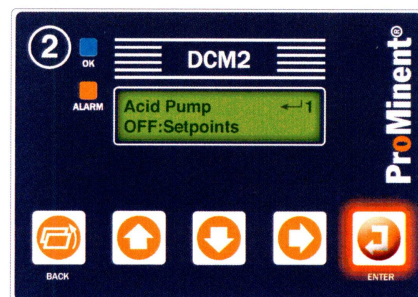 2
OK
DCM2
ALARM
Acid Pump ↵1
OFF:Setpoints
ProMinent®
BACK
ENTER